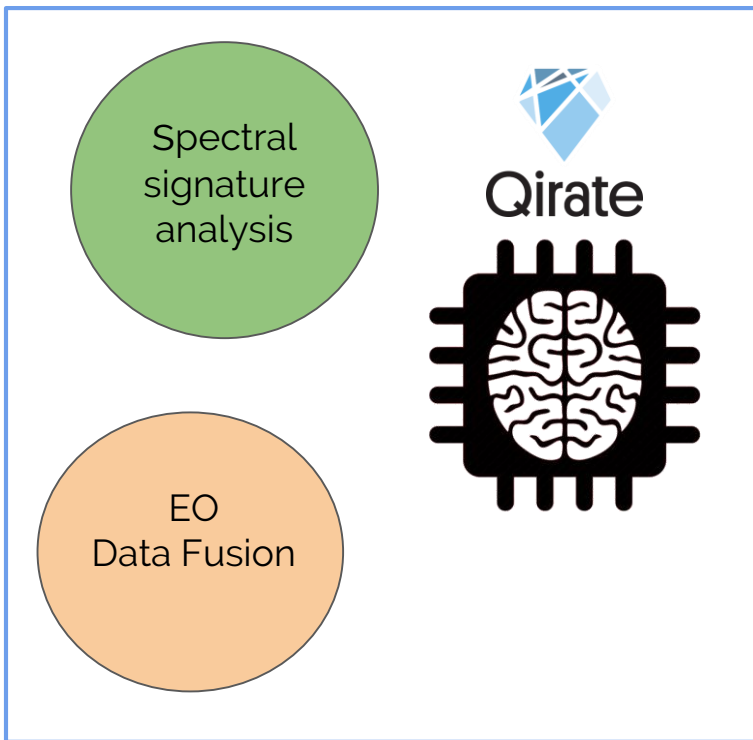 Spectral
signature
analysis
Qirate
EO
Data Fusion